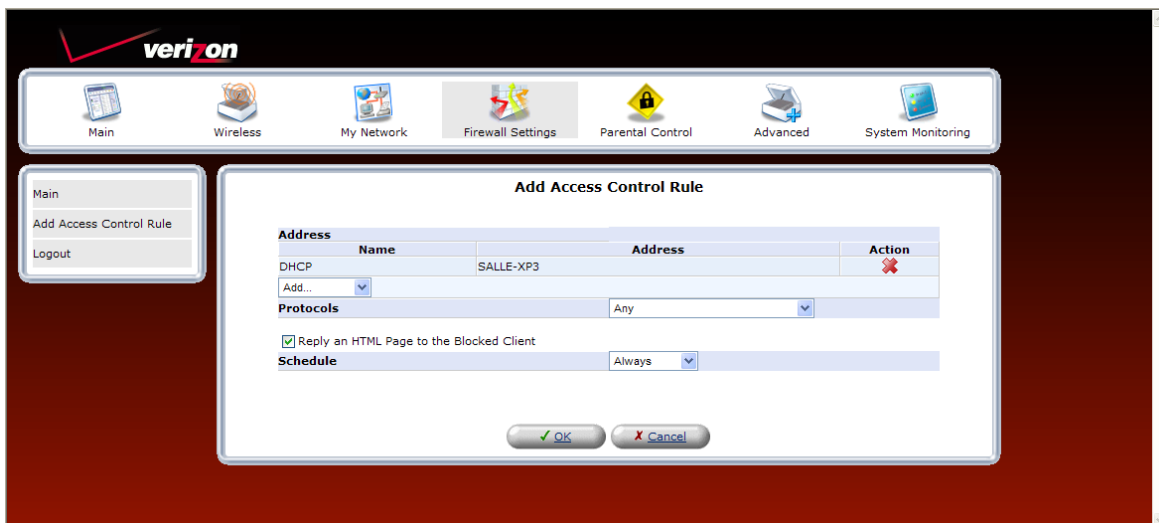 verizon
Main Wireless My Network Firewall Settings Parental Control Advanced System Monitoring
Main
Add Access Control Rule
Logout
Add Access Control Rule
Address
Name Address Action
DHCP SALLE-XP3
Add...
Protocols Any
Reply an HTML Page to the Blocked Client
Schedule Always
OK Cancel